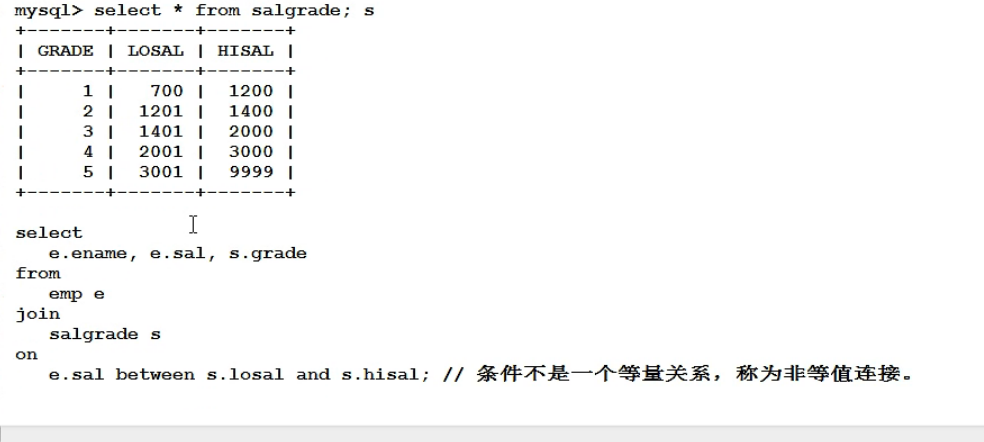 mysql> select * from salgrade; s
+-------+-------+-------+
| GRADE | LOSAL | HISAL |
+-------+-------+-------+
|     1 |   700 |  1200 |
|     2 |  1201 |  1400 |
|     3 |  1401 |  2000 |
|     4 |  2001 |  3000 |
|     5 |  3001 |  9999 |
+-------+-------+-------+
select
   e.ename, e.sal, s.grade
from
   emp e
join
   salgrade s
on
   e.sal between s.losal and s.hisal; // 条件不是一个等量关系，称为非等值连接。